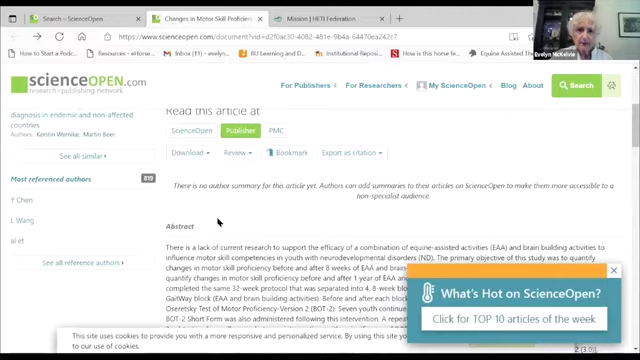 Search – ScienceOpen
Changes in Motor Skill Proficienc
Mission | HETI Federation
https://www.scienceopen.com/document?vid=d2f0ac30-4082-481e-9b4a-64470ea242c7
How to Start a Podc...
Resources - eHorse...
Inbox (11) - evelyn...
BU Learning and D...
Institutional Resear...
How is this horse f...
Equine Assisted The
Evelyn McKelvie
scienceOPEN.com
research + publishing network
For Publishers
For Researchers
My ScienceOpen
Blog
About
Search
diagnosis in endemic and non-affected
countries
Authors: Kerstin Wernike, Martin Beer
See all similar
Most referenced authors 819
Y Chen
L Wang
al et
See all reference authors
Read this article at
ScienceOpen
Publisher
PMC
Download
Review
Bookmark
Export as citation
There is no author summary for this article yet. Authors can add summaries to their articles on ScienceOpen to make them more accessible to a
non-specialist audience.
Abstract
There is a lack of current research to support the efficacy of a combination of equine-assisted activities (EAA) and brain building activities to
influence motor skill competencies in youth with neurodevelopmental disorders (ND). The primary objective of this study was to quantify
changes in motor skill proficiency before and after 8 weeks of EAA and brain-
quantify changes in motor skill proficiency before and after 1 year of EAA and
completed the same 32-week protocol that was separated into 4, 8-week bloc
GaitWay block (EAA and brain building activities). Before and after each block
Oseretsky Test of Motor Proficiency-Version 2 (BOT-2). Seven youth continued
BOT-2 Short Form was also administered following this intervention. A repeat
What's Hot on ScienceOpen?
Click for TOP 10 articles of the week
This site uses cookies to provide you with a more responsive and personalized service. By using this site you
to our use of cookies.
2 (3.0)